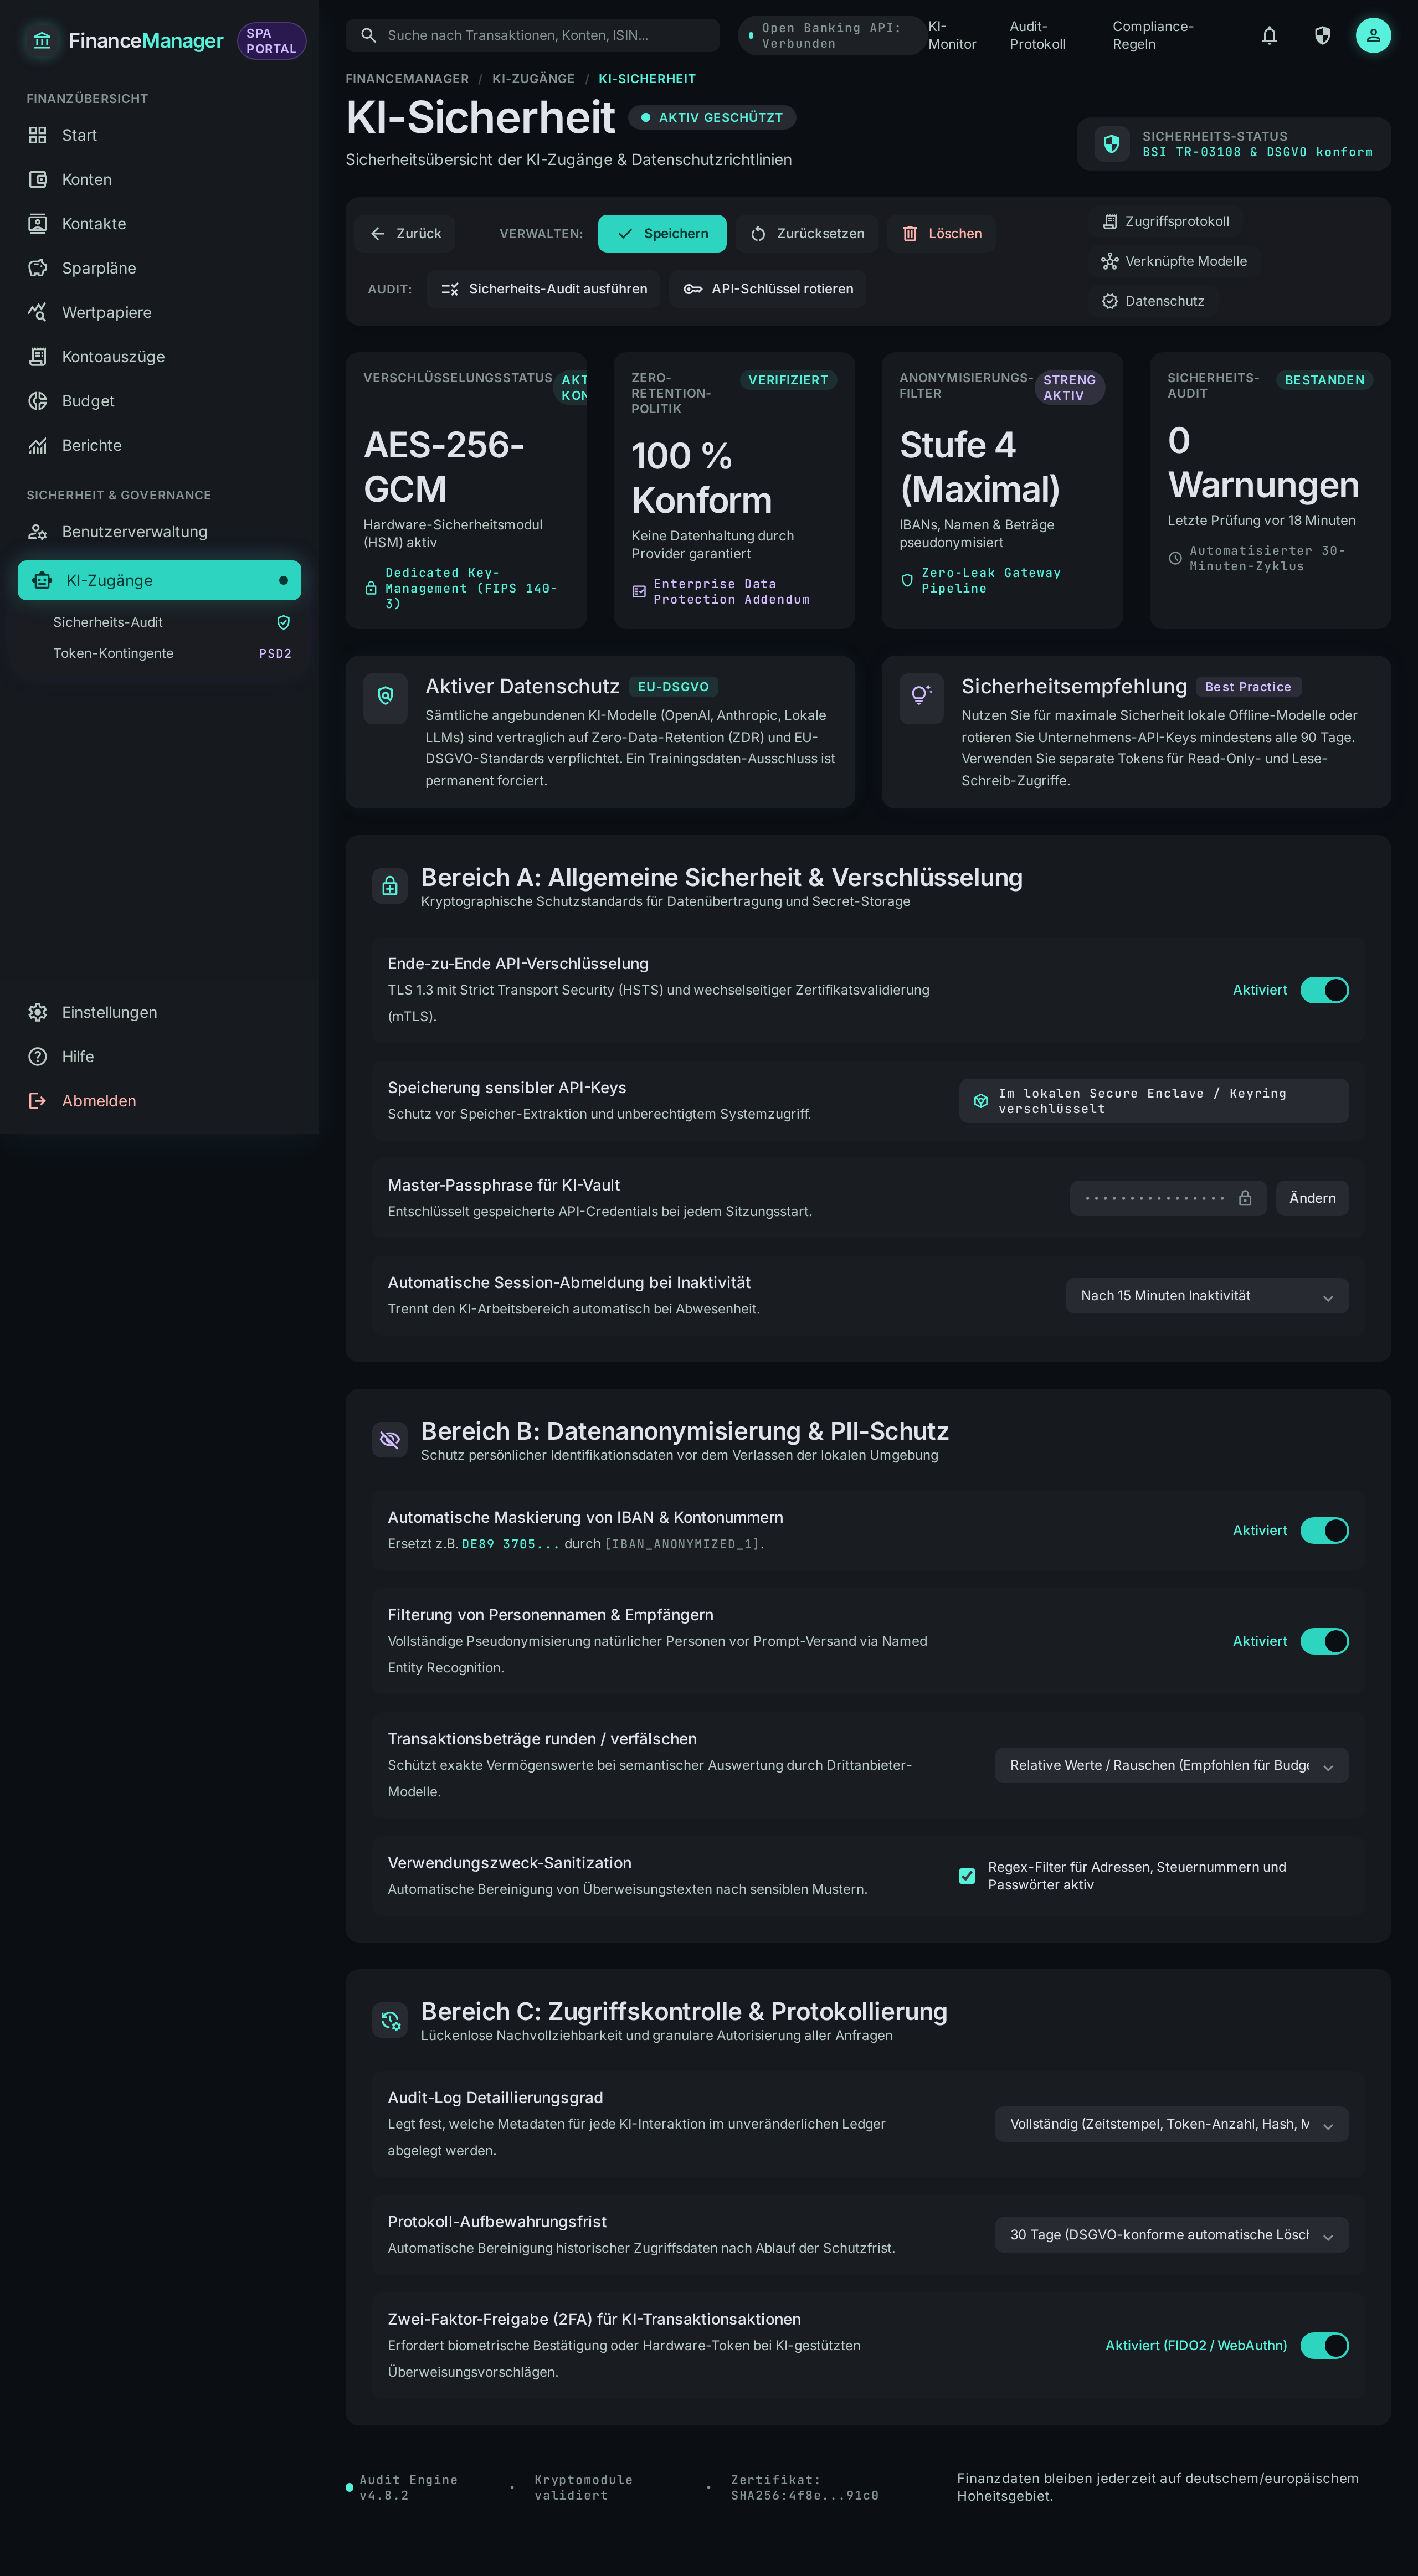 FinanceManager
SPA
PORTAL
FINANZÜBERSICHT
Start
Konten
Kontakte
Sparpläne
Wertpapiere
Kontoauszüge
Budget
Berichte
SICHERHEIT & GOVERNANCE
Benutzerverwaltung
KI-Zugänge
Sicherheits-Audit
Token-Kontingente
PSD2
Einstellungen
Hilfe
Abmelden
Suche nach Transaktionen, Konten, ISIN...
Open Banking API:
Verbunden
KI-
Monitor
Audit-
Protokoll
Compliance-
Regeln
FINANCEMANAGER / KI-ZUGÄNGE / KI-SICHERHEIT
KI-Sicherheit
AKTIV GESCHÜTZT
Sicherheitsübersicht der KI-Zugänge & Datenschutzrichtlinien
SICHERHEITS-STATUS
BSI TR-03108 & DSGVO konform
Zurück
VERWALTEN:
Speichern
Zurücksetzen
Löschen
AUDIT:
Sicherheits-Audit ausführen
API-Schlüssel rotieren
Zugriffsprotokoll
Verknüpfte Modelle
Datenschutz
VERSCHLÜSSELUNGSSTATUS
AKT
KON
AES-256-
GCM
Hardware-Sicherheitsmodul
(HSM) aktiv
Dedicated Key-
Management (FIPS 140-
3)
ZERO-
RETENTION-
POLITIK
VERIFIZIERT
100 %
Konform
Keine Datenhaltung durch
Provider garantiert
Enterprise Data
Protection Addendum
ANONYMISIERUNGS-
FILTER
STRENG
AKTIV
Stufe 4
(Maximal)
IBANs, Namen & Beträge
pseudonymisiert
Zero-Leak Gateway
Pipeline
SICHERHEITS-
AUDIT
BESTANDEN
0
Warnungen
Letzte Prüfung vor 18 Minuten
Automatisierter 30-
Minuten-Zyklus
Aktiver Datenschutz
EU-DSGVO
Sämtliche angebundenen KI-Modelle (OpenAI, Anthropic, Lokale
LLMs) sind vertraglich auf Zero-Data-Retention (ZDR) und EU-
DSGVO-Standards verpflichtet. Ein Trainingsdaten-Ausschluss ist
permanent forciert.
Sicherheitsempfehlung
Best Practice
Nutzen Sie für maximale Sicherheit lokale Offline-Modelle oder
rotieren Sie Unternehmens-API-Keys mindestens alle 90 Tage.
Verwenden Sie separate Tokens für Read-Only- und Lese-
Schreib-Zugriffe.
Bereich A: Allgemeine Sicherheit & Verschlüsselung
Kryptographische Schutzstandards für Datenübertragung und Secret-Storage
Ende-zu-Ende API-Verschlüsselung
TLS 1.3 mit Strict Transport Security (HSTS) und wechselseitiger Zertifikatsvalidierung
(mTLS).
Aktiviert
Speicherung sensibler API-Keys
Schutz vor Speicher-Extraktion und unberechtigtem Systemzugriff.
Im lokalen Secure Enclave / Keyring
verschlüsselt
Master-Passphrase für KI-Vault
Entschlüsselt gespeicherte API-Credentials bei jedem Sitzungsstart.
••••••••••••••••
Ändern
Automatische Session-Abmeldung bei Inaktivität
Trennt den KI-Arbeitsbereich automatisch bei Abwesenheit.
Nach 15 Minuten Inaktivität
Bereich B: Datenanonymisierung & PII-Schutz
Schutz persönlicher Identifikationsdaten vor dem Verlassen der lokalen Umgebung
Automatische Maskierung von IBAN & Kontonummern
Ersetzt z.B. DE89 3705... durch [IBAN_ANONYMIZED_1].
Aktiviert
Filterung von Personennamen & Empfängern
Vollständige Pseudonymisierung natürlicher Personen vor Prompt-Versand via Named
Entity Recognition.
Aktiviert
Transaktionsbeträge runden / verfälschen
Schützt exakte Vermögenswerte bei semantischer Auswertung durch Drittanbieter-
Modelle.
Relative Werte / Rauschen (Empfohlen für Budge
Verwendungszweck-Sanitization
Automatische Bereinigung von Überweisungstexten nach sensiblen Mustern.
Regex-Filter für Adressen, Steuernummern und
Passwörter aktiv
Bereich C: Zugriffskontrolle & Protokollierung
Lückenlose Nachvollziehbarkeit und granulare Autorisierung aller Anfragen
Audit-Log Detaillierungsgrad
Legt fest, welche Metadaten für jede KI-Interaktion im unveränderlichen Ledger
abgelegt werden.
Vollständig (Zeitstempel, Token-Anzahl, Hash, M
Protokoll-Aufbewahrungsfrist
Automatische Bereinigung historischer Zugriffsdaten nach Ablauf der Schutzfrist.
30 Tage (DSGVO-konforme automatische Lösch
Zwei-Faktor-Freigabe (2FA) für KI-Transaktionsaktionen
Erfordert biometrische Bestätigung oder Hardware-Token bei KI-gestützten
Überweisungsvorschlägen.
Aktiviert (FIDO2 / WebAuthn)
Audit Engine
v4.8.2
•
Kryptomodule
validiert
•
Zertifikat:
SHA256:4f8e...91c0
Finanzdaten bleiben jederzeit auf deutschem/europäischem
Hoheitsgebiet.